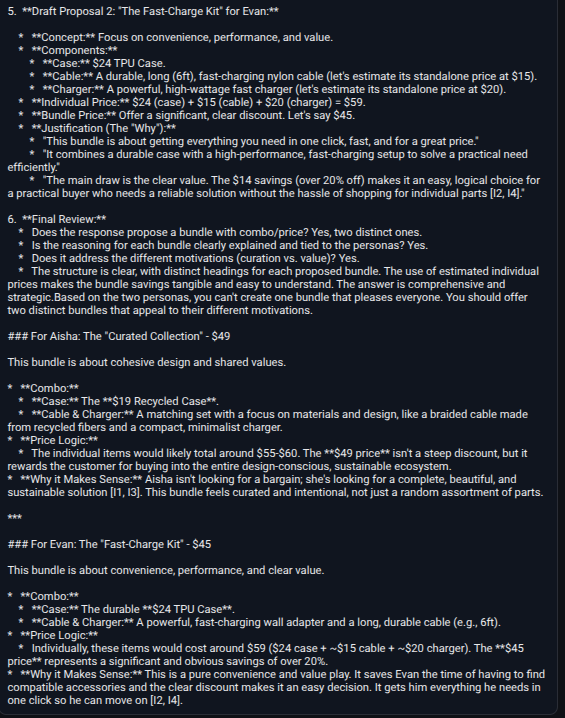 5.  **Draft Proposal 2: "The Fast-Charge Kit" for Evan:**
*   **Concept:** Focus on convenience, performance, and value.
*   **Components:**
*   **Case:** $24 TPU Case.
*   **Cable:** A durable, long (6ft), fast-charging nylon cable (let's estimate its standalone price at $15).
*   **Charger:** A powerful, high-wattage fast charger (let's estimate its standalone price at $20).
*   **Individual Price:** $24 (case) + $15 (cable) + $20 (charger) = $59.
*   **Bundle Price:** Offer a significant, clear discount. Let's say $45.
*   **Justification (The "Why"):**
*   "This bundle is about getting everything you need in one click, fast, and for a great price."
*   "It combines a durable case with a high-performance, fast-charging setup to solve a practical need
efficiently."
*   "The main draw is the clear value. The $14 savings (over 20% off) makes it an easy, logical choice for
a practical buyer who needs a reliable solution without the hassle of shopping for individual parts [I2, I4]."
6.  **Final Review:**
*   Does the response propose a bundle with combo/price? Yes, two distinct ones.
*   Is the reasoning for each bundle clearly explained and tied to the personas? Yes.
*   Does it address the different motivations (curation vs. value)? Yes.
*   The structure is clear, with distinct headings for each proposed bundle. The use of estimated individual
prices makes the bundle savings tangible and easy to understand. The answer is comprehensive and
strategic.Based on the two personas, you can't create one bundle that pleases everyone. You should offer
two distinct bundles that appeal to their different motivations.
### For Aisha: The "Curated Collection" - $49
This bundle is about cohesive design and shared values.
*   **Combo:**
*   **Case:** The **$19 Recycled Case**.
*   **Cable & Charger:** A matching set with a focus on materials and design, like a braided cable made
from recycled fibers and a compact, minimalist charger.
*   **Price Logic:**
*   The individual items would likely total around $55-$60. The **$49 price** isn't a steep discount, but it
rewards the customer for buying into the entire design-conscious, sustainable ecosystem.
*   **Why it Makes Sense:** Aisha isn't looking for a bargain; she's looking for a complete, beautiful, and
sustainable solution [I1, I3]. This bundle feels curated and intentional, not just a random assortment of parts.
***
### For Evan: The "Fast-Charge Kit" - $45
This bundle is about convenience, performance, and clear value.
*   **Combo:**
*   **Case:** The durable **$24 TPU Case**.
*   **Cable & Charger:** A powerful, fast-charging wall adapter and a long, durable cable (e.g., 6ft).
*   **Price Logic:**
*   Individually, these items would cost around $59 ($24 case + ~$15 cable + ~$20 charger). The **$45
price** represents a significant and obvious savings of over 20%.
*   **Why it Makes Sense:** This is a pure convenience and value play. It saves Evan the time of having to find
compatible accessories and the clear discount makes it an easy decision. It gets him everything he needs in
one click so he can move on [I2, I4].